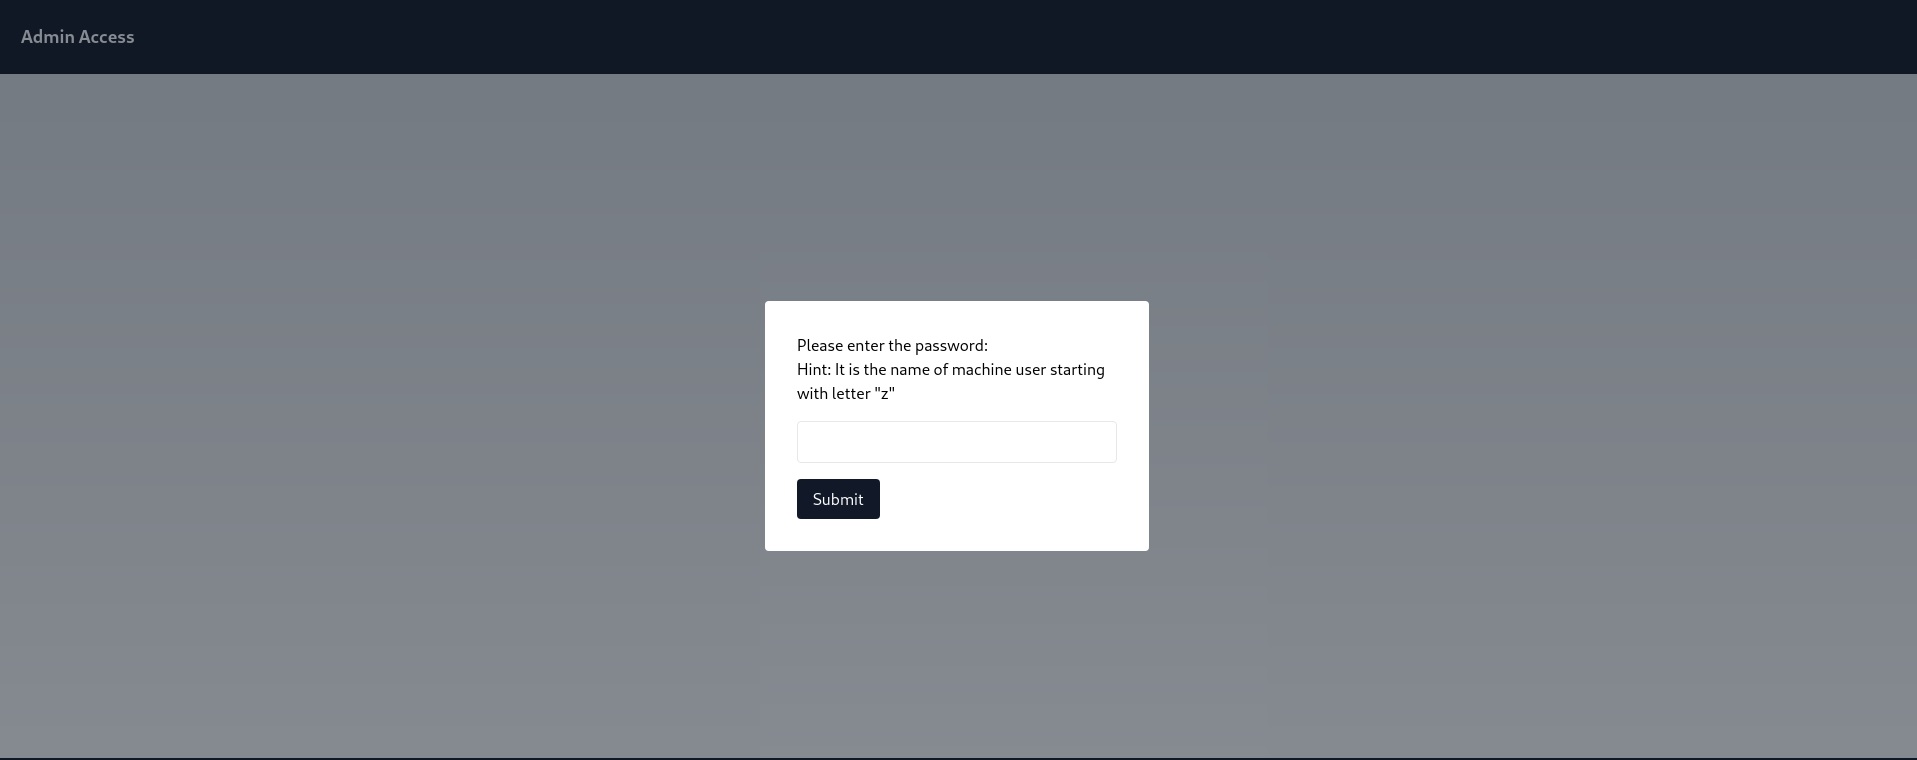 Admin Access
Please enter the password:
Hint: It is the name of machine user starting
with letter "z"
Submit